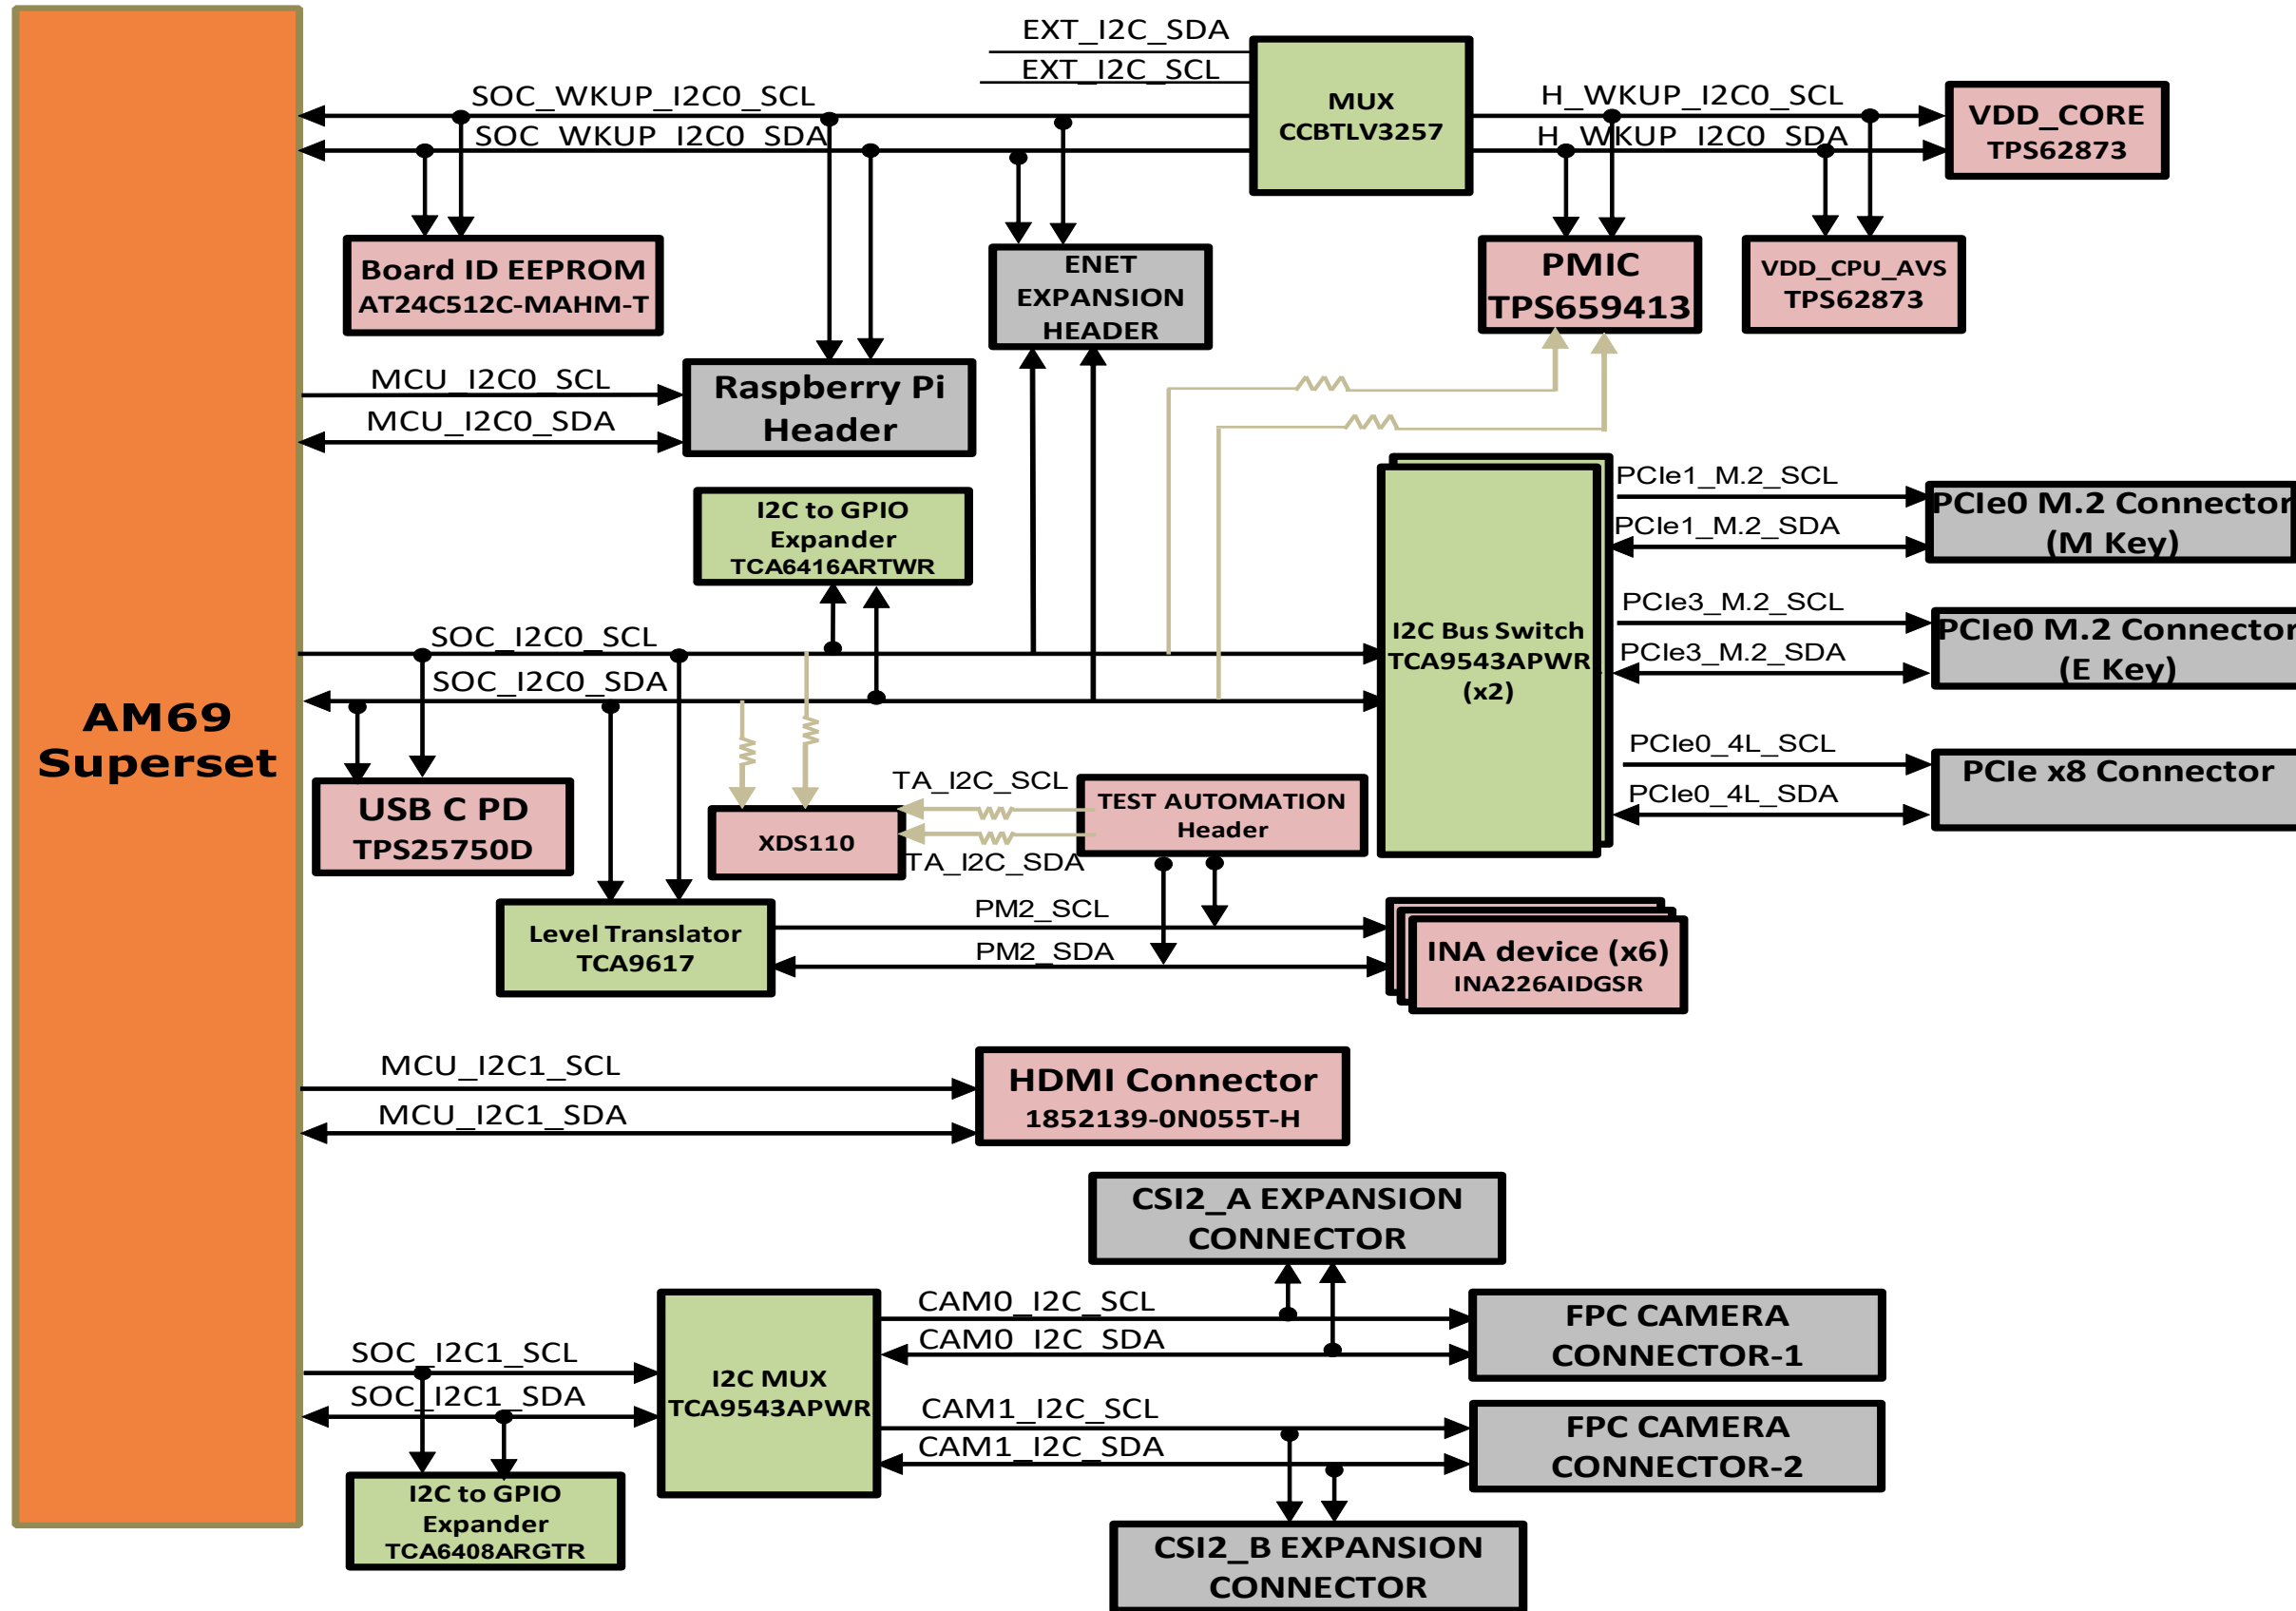 EXT_I2C_SDA
EXT_I2C_SCL
SOC_WKUP_I2C0_SCL
SOC_WKUP_I2C0_SDA
MUX
CCBTLV3257
H_WKUP_I2C0_SCL
H_WKUP_I2C0_SDA
VDD_CORE
TPS62873
Board ID EEPROM
AT24C512C-MAHM-T
ENET
EXPANSION
HEADER
PMIC
TPS659413
VDD_CPU_AVS
TPS62873
MCU_I2C0_SCL
MCU_I2C0_SDA
Raspberry Pi
Header
I2C to GPIO
Expander
TCA6416ARTWR
PCIe1_M.2_SCL
PCIe1_M.2_SDA
PCIe0 M.2 Connector
(M Key)
PCIe3_M.2_SCL
PCIe3_M.2_SDA
PCIe0 M.2 Connector
(E Key)
I2C Bus Switch
TCA9543APWR
(x2)
SOC_I2C0_SCL
SOC_I2C0_SDA
AM69
Superset
PCIe0_4L_SCL
PCIe0_4L_SDA
PCIe x8 Connector
USB C PD
TPS25750D
XDS110
TA_I2C_SCL
TA_I2C_SDA
TEST AUTOMATION
Header
Level Translator
TCA9617
PM2_SCL
PM2_SDA
INA device (x6)
INA226AIDGSR
MCU_I2C1_SCL
MCU_I2C1_SDA
HDMI Connector
1852139-0N055T-H
CSI2_A EXPANSION
CONNECTOR
SOC_I2C1_SCL
SOC_I2C1_SDA
I2C MUX
TCA9543APWR
CAM0_I2C_SCL
CAM0_I2C_SDA
FPC CAMERA
CONNECTOR-1
CAM1_I2C_SCL
CAM1_I2C_SDA
FPC CAMERA
CONNECTOR-2
I2C to GPIO
Expander
TCA6408ARGTR
CSI2_B EXPANSION
CONNECTOR